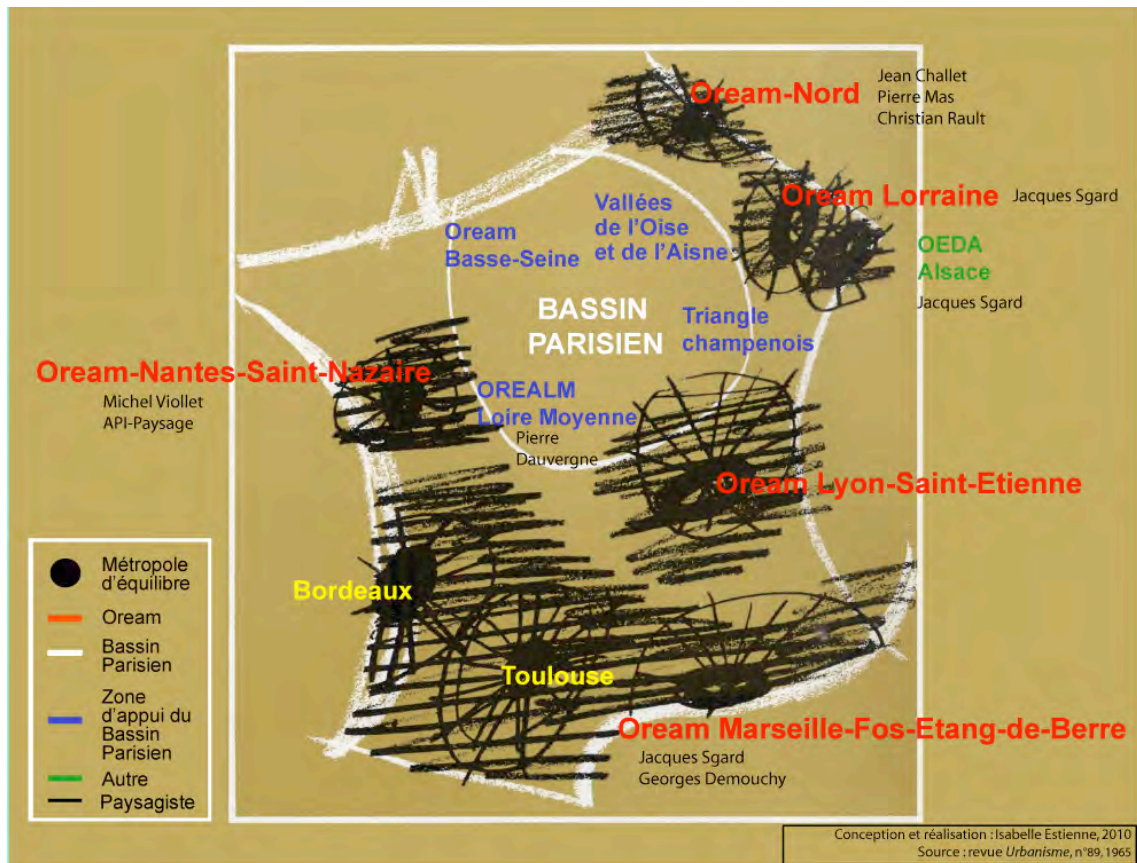 Oream-Nord
Jean Challet
Pierre Mas
Christian Rault
Oream Lorraine
Jacques Sgard
OEDA
Alsace
Jacques Sgard
Vallées
de l'Oise
et de l'Aisne
Oream
Basse-Seine
BASSIN
PARISIEN
Triangle
champenois
Oream-Nantes-Saint-Nazaire
Michel Viollet
API-Paysage
OREALM
Loire Moyenne
Pierre
Dauvergne
Oream Lyon-Saint-Etienne
Bordeaux
Toulouse
Oream Marseille-Fos-Etang-de-Berre
Jacques Sgard
Georges Demouchy
Métropole
d'équilibre
Oream
Bassin
Parisien
Zone
d'appui du
Bassin
Parisien
Autre
Paysagiste
Conception et réalisation : Isabelle Estienne, 2010
Source : revue Urbanisme, n°89, 1965